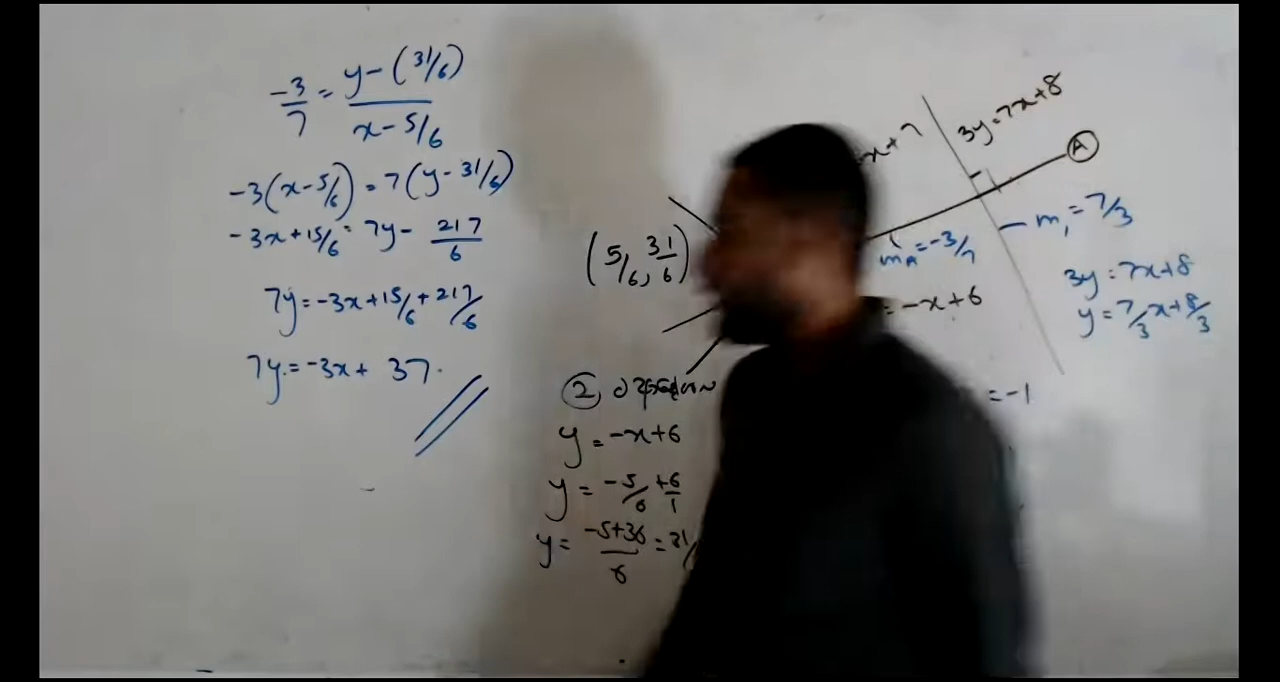 -3/7 = y-(31/6) / x-5/6
-3(x-5/6) = 7(y-31/6)
-3x+15/6 = 7y- 217/6
7y=-3x+15/6+217/6
7y=-3x+ 37.
(5/6, 31/6)
②
y=-x+6
y= -5/6 +6/1
y= -5+36/6 =31/
x+7
3y=7x+8
A
m₁=7/3
mA=-3/7
=-x+6
3y=7x+8
y=7/3x+8/3
=-1